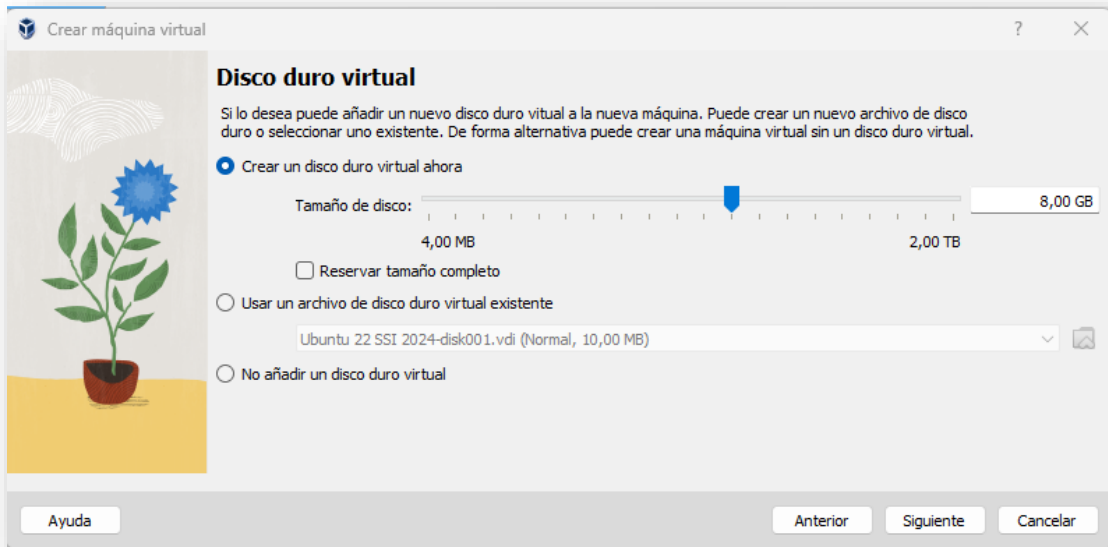 Crear máquina virtual
Disco duro virtual
Si lo desea puede añadir un nuevo disco duro vitual a la nueva máquina. Puede crear un nuevo archivo de disco
duro o seleccionar uno existente. De forma alternativa puede crear una máquina virtual sin un disco duro virtual.
Crear un disco duro virtual ahora
Tamaño de disco: 8,00 GB
4,00 MB 2,00 TB
Reservar tamaño completo
Usar un archivo de disco duro virtual existente
Ubuntu 22 SSI 2024-disk001.vdi (Normal, 10,00 MB)
No añadir un disco duro virtual
Ayuda Anterior Siguiente Cancelar